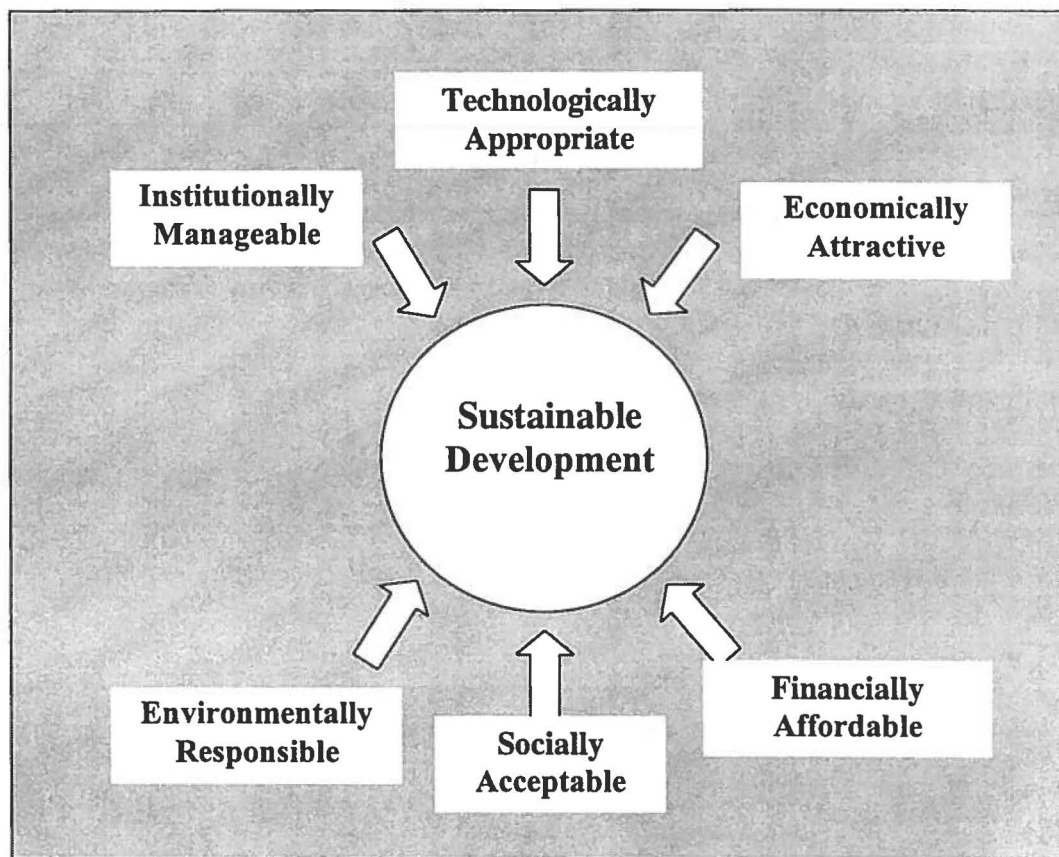 Technologically
Appropriate
Institutionally
Manageable
Economically
Attractive
Sustainable
Development
Environmentally
Responsible
Socially
Acceptable
Financially
Affordable